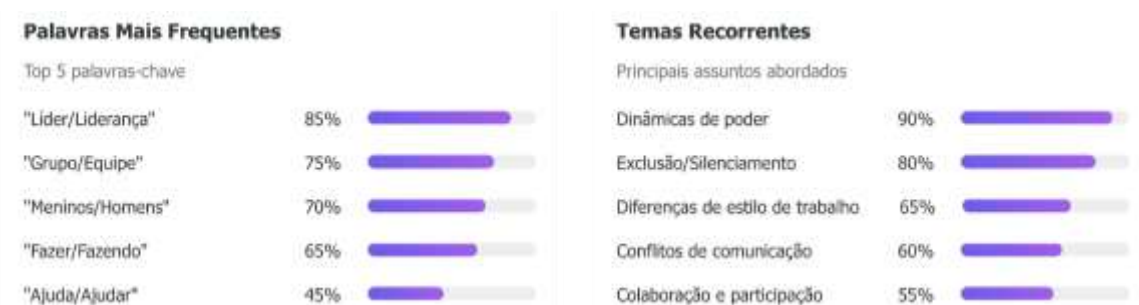 Palavras Mais Frequentes
Top 5 palavras-chave
"Líder/Liderança" 85%
"Grupo/Equipe" 75%
"Meninos/Homens" 70%
"Fazer/Fazendo" 65%
"Ajuda/Ajudar" 45%
Temas Recorrentes
Principais assuntos abordados
Dinâmicas de poder 90%
Exclusão/Silenciamento 80%
Diferenças de estilo de trabalho 65%
Conflitos de comunicação 60%
Colaboração e participação 55%